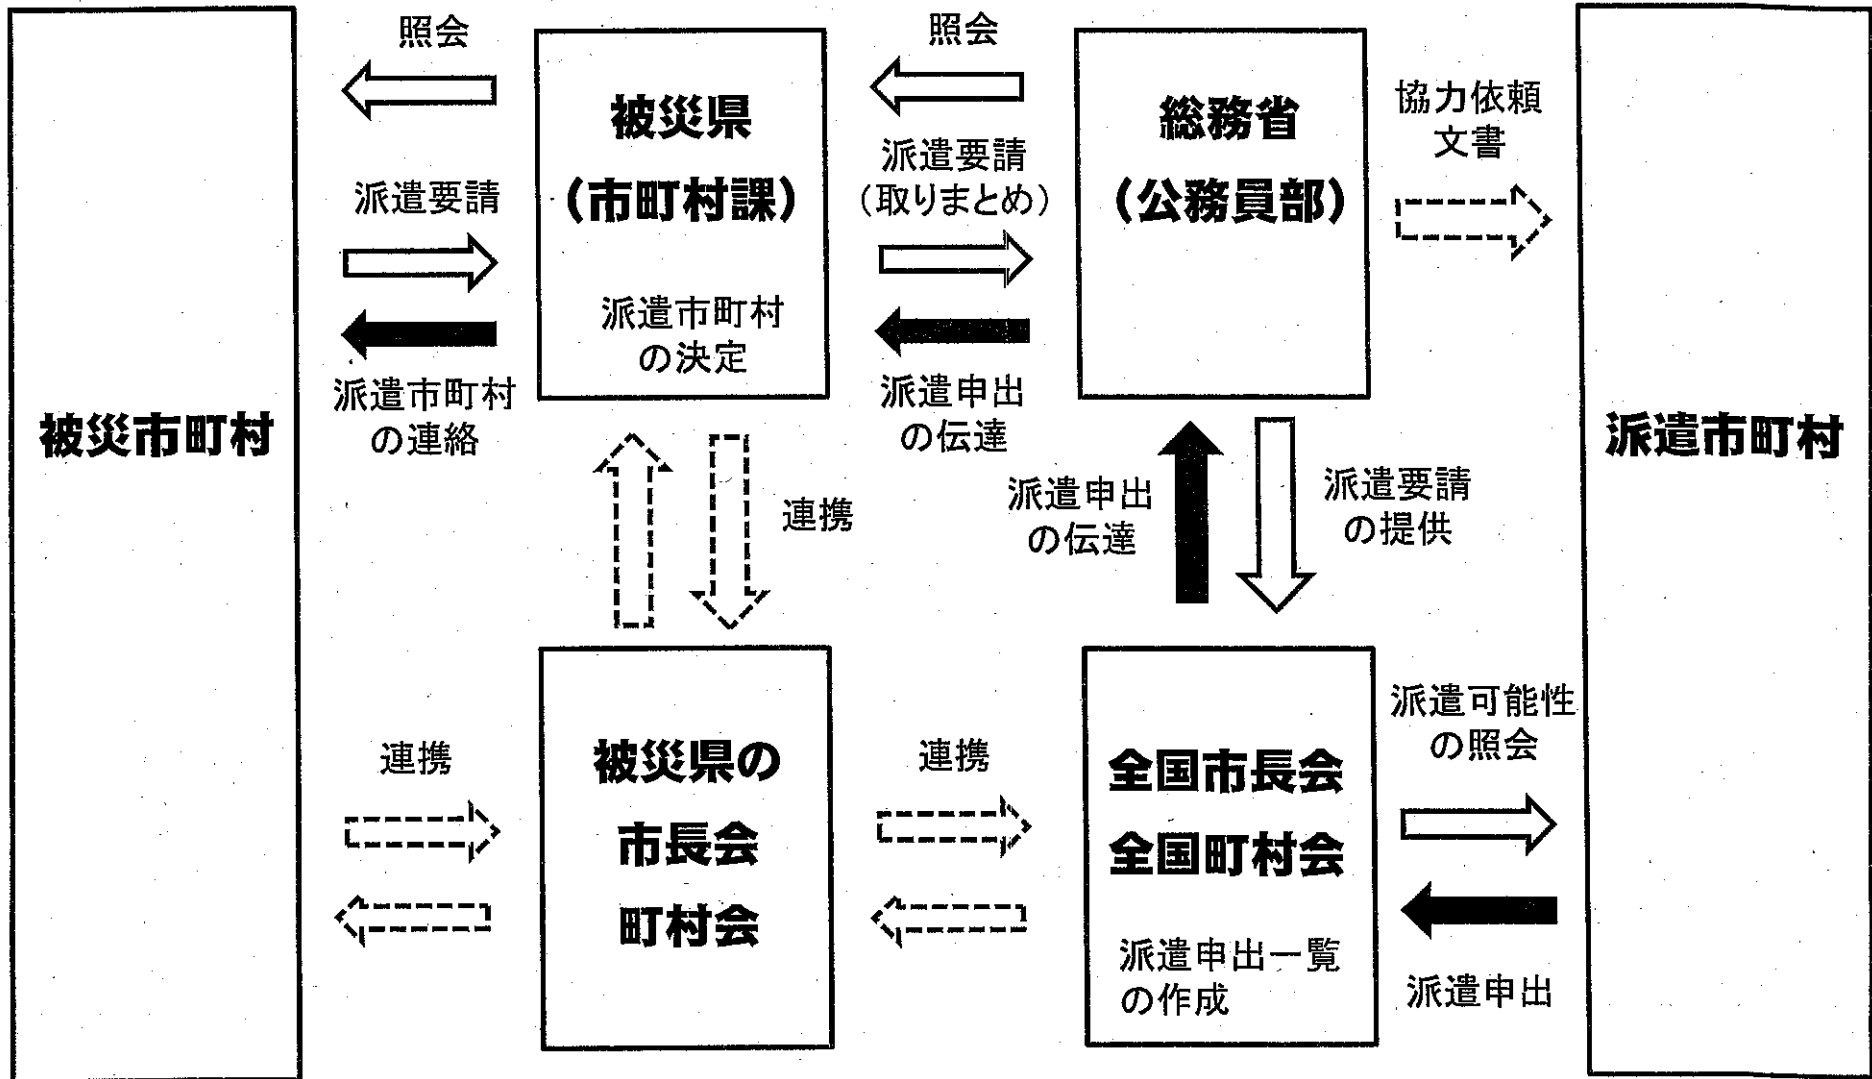 被災市町村
照会
派遣要請
派遣市町村
の連絡
被災県
(市町村課)
派遣市町村
の決定
照会
派遣要請
(取りまとめ)
派遣申出
の伝達
総務省
(公務員部)
協力依頼
文書
派遣市町村
連携
派遣申出
の伝達
派遣要請
の提供
連携
被災県の
市長会
町村会
連携
全国市長会
全国町村会
派遣申出一覧
の作成
派遣可能性
の照会
派遣申出